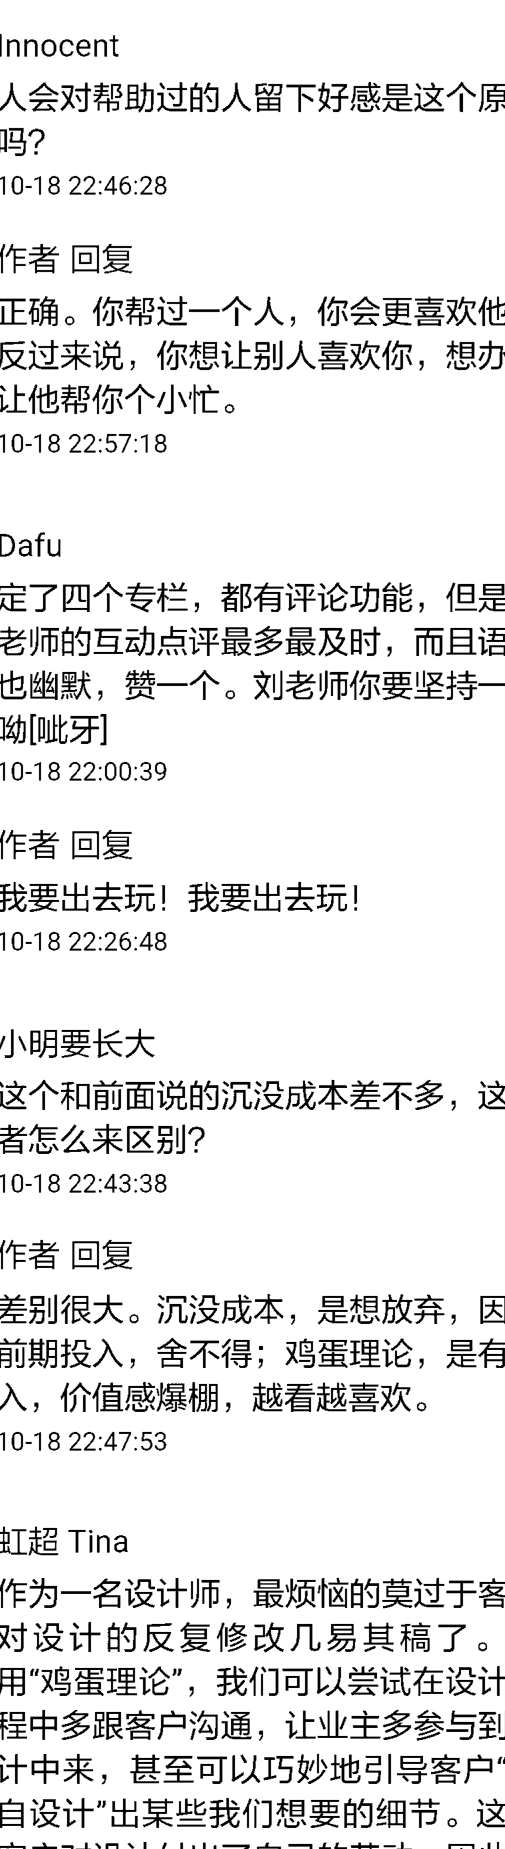 Innocent
人会对帮助过的人留下好感是这个原
吗？
10-18 22:46:28
作者 回复
正确。你帮过一个人，你会更喜欢他
反过来说，你想让别人喜欢你，想办
让他帮你个小忙。
10-18 22:57:18
Dafu
定了四个专栏，都有评论功能，但是
老师的互动点评最多最及时，而且语
也幽默，赞一个。刘老师你要坚持一
呦[呲牙]
10-18 22:00:39
作者 回复
我要出去玩！我要出去玩！
10-18 22:26:48
小明要长大
这个和前面说的沉没成本差不多，这
者怎么来区别？
10-18 22:43:38
作者 回复
差别很大。沉没成本，是想放弃，因
前期投入，舍不得；鸡蛋理论，是有
入，价值感爆棚，越看越喜欢。
10-18 22:47:53
虹超 Tina
作为一名设计师，最烦恼的莫过于客
对设计的反复修改几易其稿了。
用“鸡蛋理论”，我们可以尝试在设计
程中多跟客户沟通，让业主多参与到
计中来，甚至可以巧妙地引导客户“
自设计”出某些我们想要的细节。这